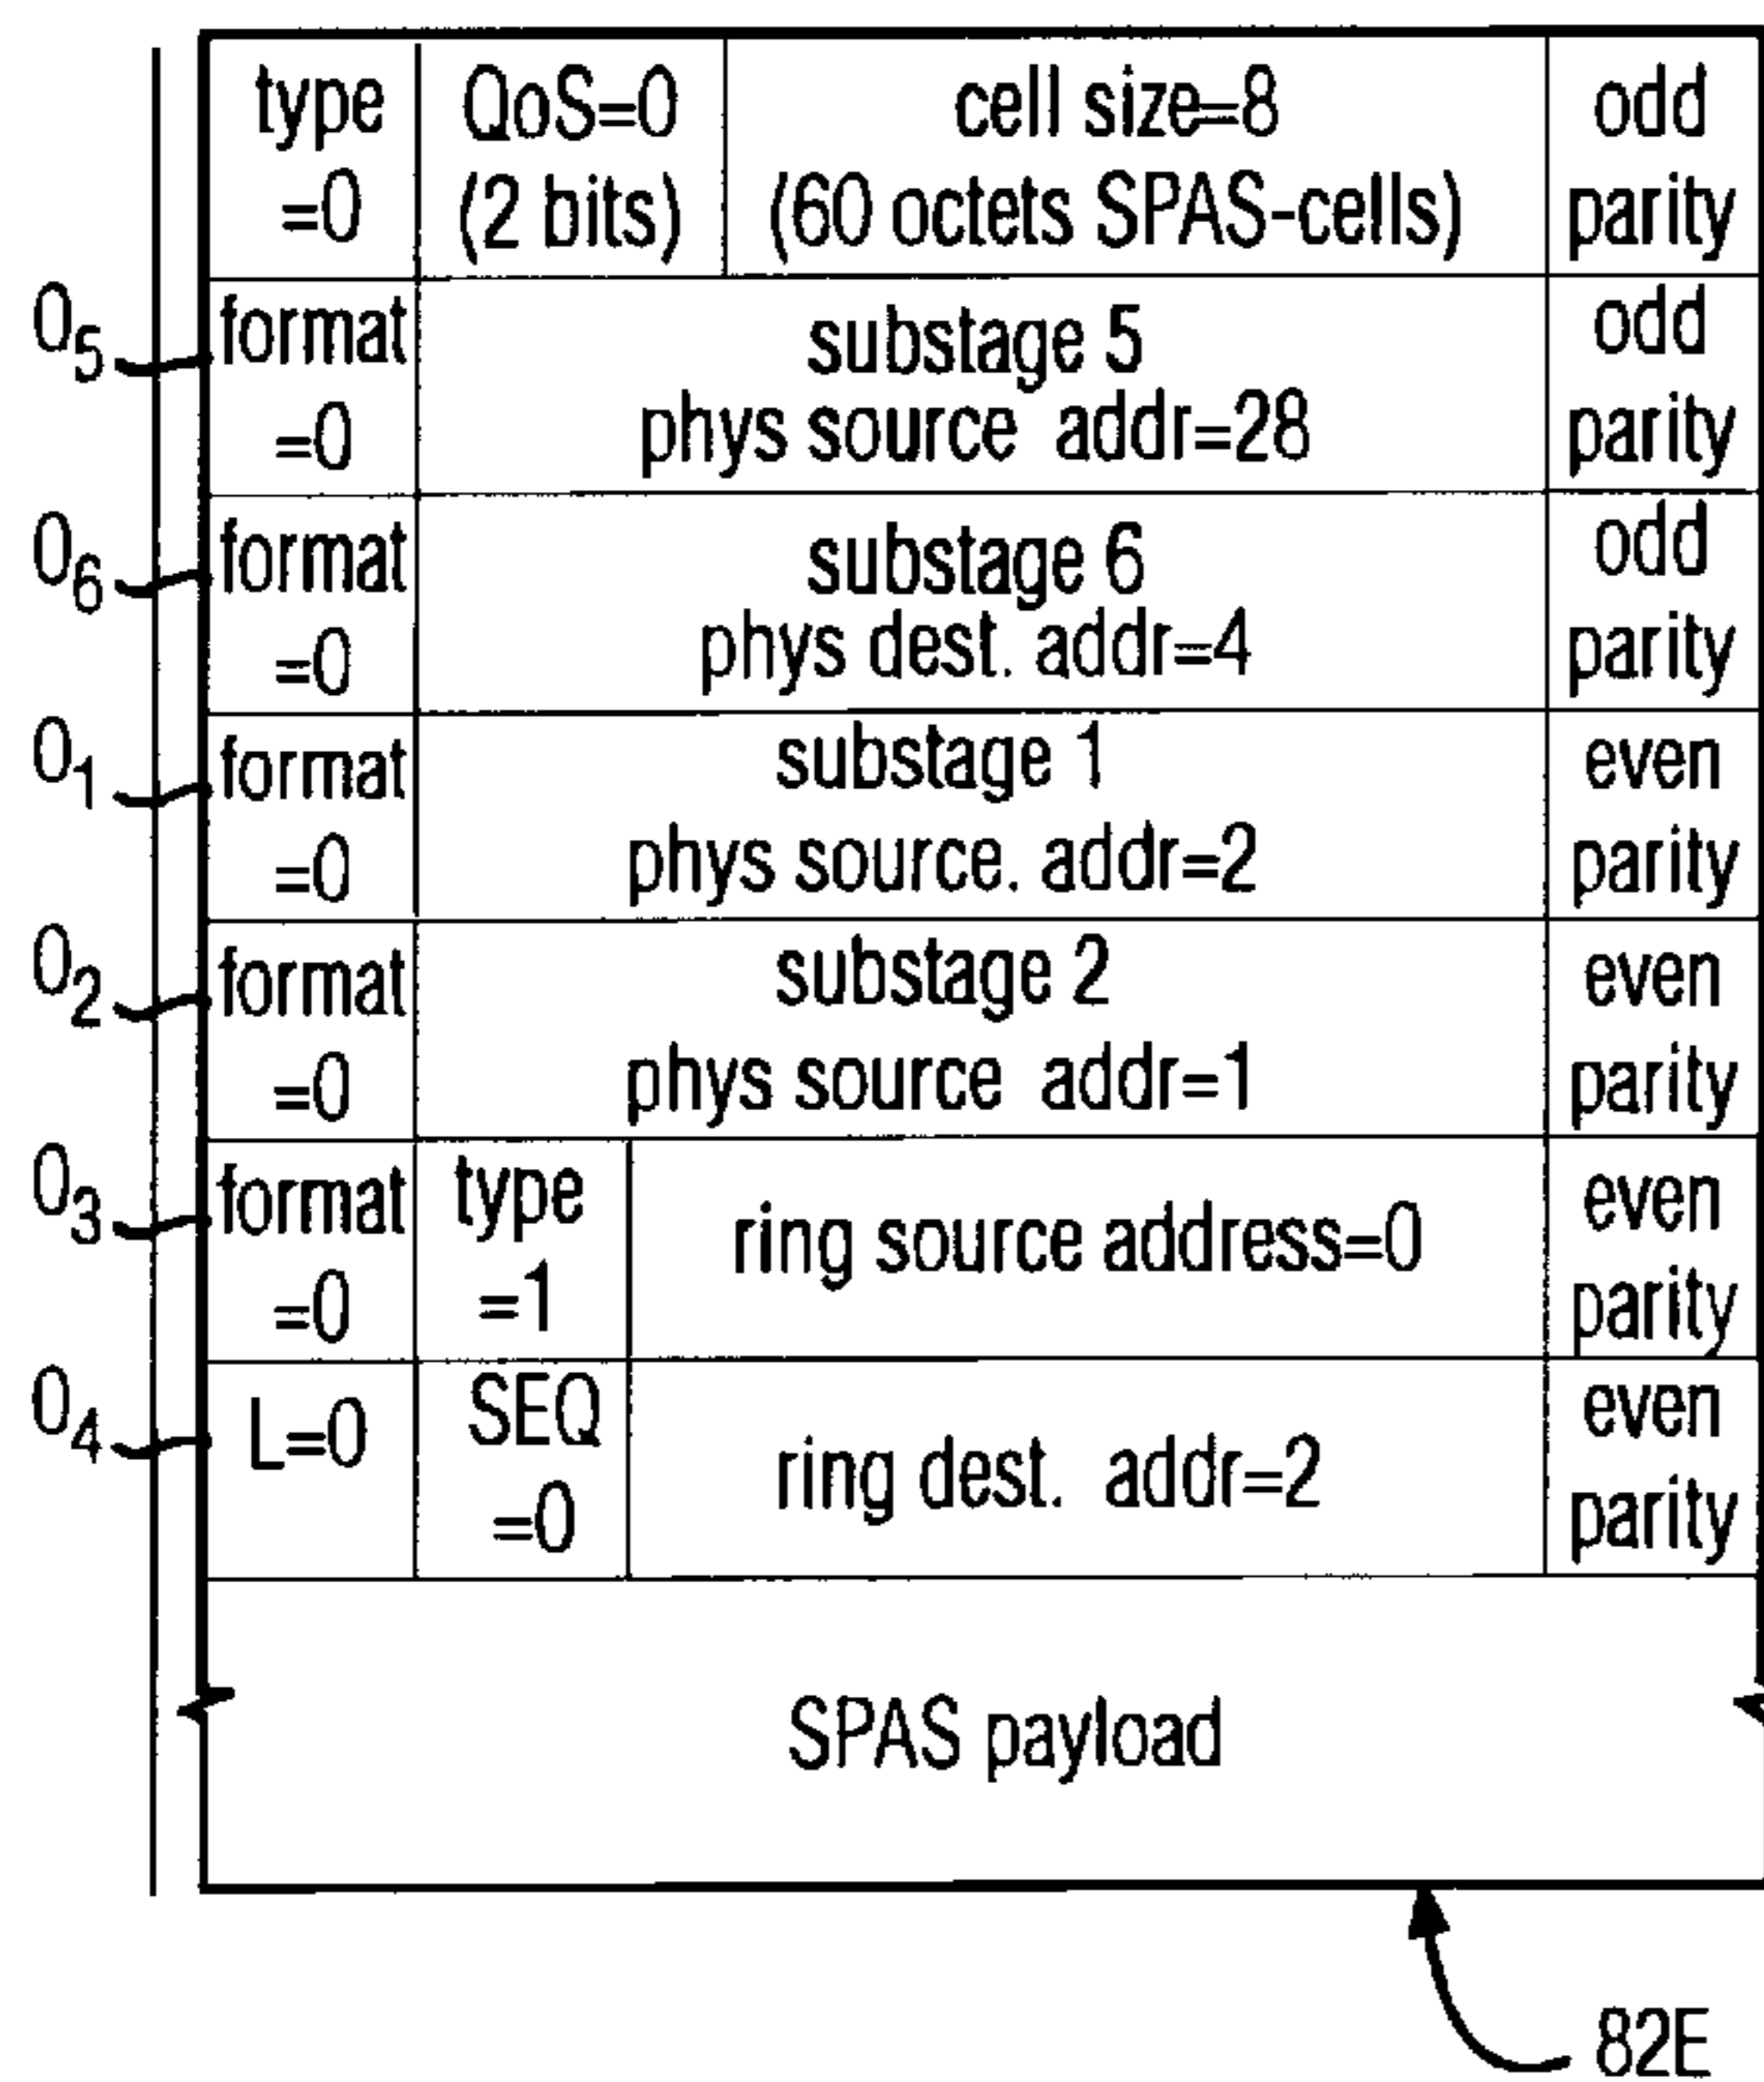 type
=0
QoS=0
(2 bits)
cell size=8
(60 octets SPAS-cells)
odd
parity
O5
format
=0
substage 5
phys source addr=28
odd
parity
O6
format
=0
substage 6
phys dest. addr=4
odd
parity
O1
format
=0
substage 1
phys source. addr=2
even
parity
O2
format
=0
substage 2
phys source addr=1
even
parity
O3
format
=0
type
=1
ring source address=0
even
parity
O4
L=0
SEQ
=0
ring dest. addr=2
even
parity
SPAS payload
82E